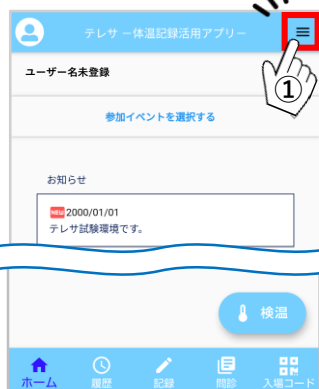 テレサ －体温記録活用アプリ－
ユーザー名未登録
①
参加イベントを選択する
お知らせ
NEW 2000/01/01
テレサ試験環境です。
検温
ホーム 履歴 記録 問診 入場コード